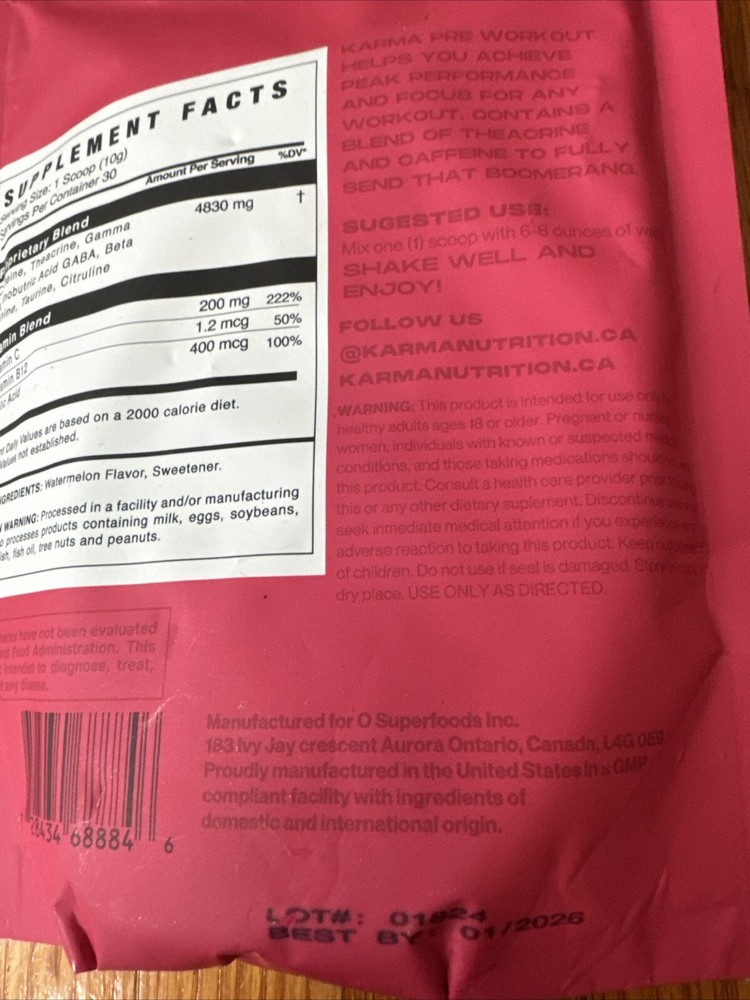 SUPPLEMENT FACTS
Serving Size: 1 Scoop (10g)
Servings Per Container 30
Amount Per Serving %DV*
Proprietary Blend 4830 mg †
Theacrine, Gamma
Acid GABA, Beta
Taurine, Citruline
Blend
C 200 mg 222%
B12 1.2 mcg 50%
Acid 400 mcg 100%
Daily Values are based on a 2000 calorie diet.
not established.
Watermelon Flavor, Sweetener.
WARNING: Processed in a facility and/or manufacturing
processes products containing milk, eggs, soybeans,
fish oil, tree nuts and peanuts.
have not been evaluated
Food Administration. This
to diagnose, treat,
any disease.
28434 68884 6
KARMA PRE WORKOUT
HELPS YOU ACHIEVE
PEAK PERFORMANCE
AND FOCUS FOR ANY
WORKOUT. CONTAINS A
BLEND OF THEACRINE
AND CAFFEINE TO FULLY
SEND THAT BOOMERANG
SUGESTED USE:
Mix one (1) scoop with 6-8 ounces of
SHAKE WELL AND
ENJOY!
FOLLOW US
@KARMANUTRITION.CA
KARMANUTRITION.CA
WARNING: This product is intended for use
healthy adults ages 18 or older. Pregnant or
women, individuals with known or suspected
conditions, and those taking medications
this product. Consult a health care provider
this or any other dietary suplement. Discontinue
seek inmediate medical attention if you
adverse reaction to taking this product. Keep
of children. Do not use if seal is damaged. Store
dry place. USE ONLY AS DIRECTED.
Manufactured for O Superfoods Inc.
183 Ivy Jay crescent Aurora Ontario, Canada, L4G 0E9
Proudly manufactured in the United States in a GMP
compliant facility with ingredients of
domestic and international origin.
LOT#: 01824
BEST BY: 01/2026